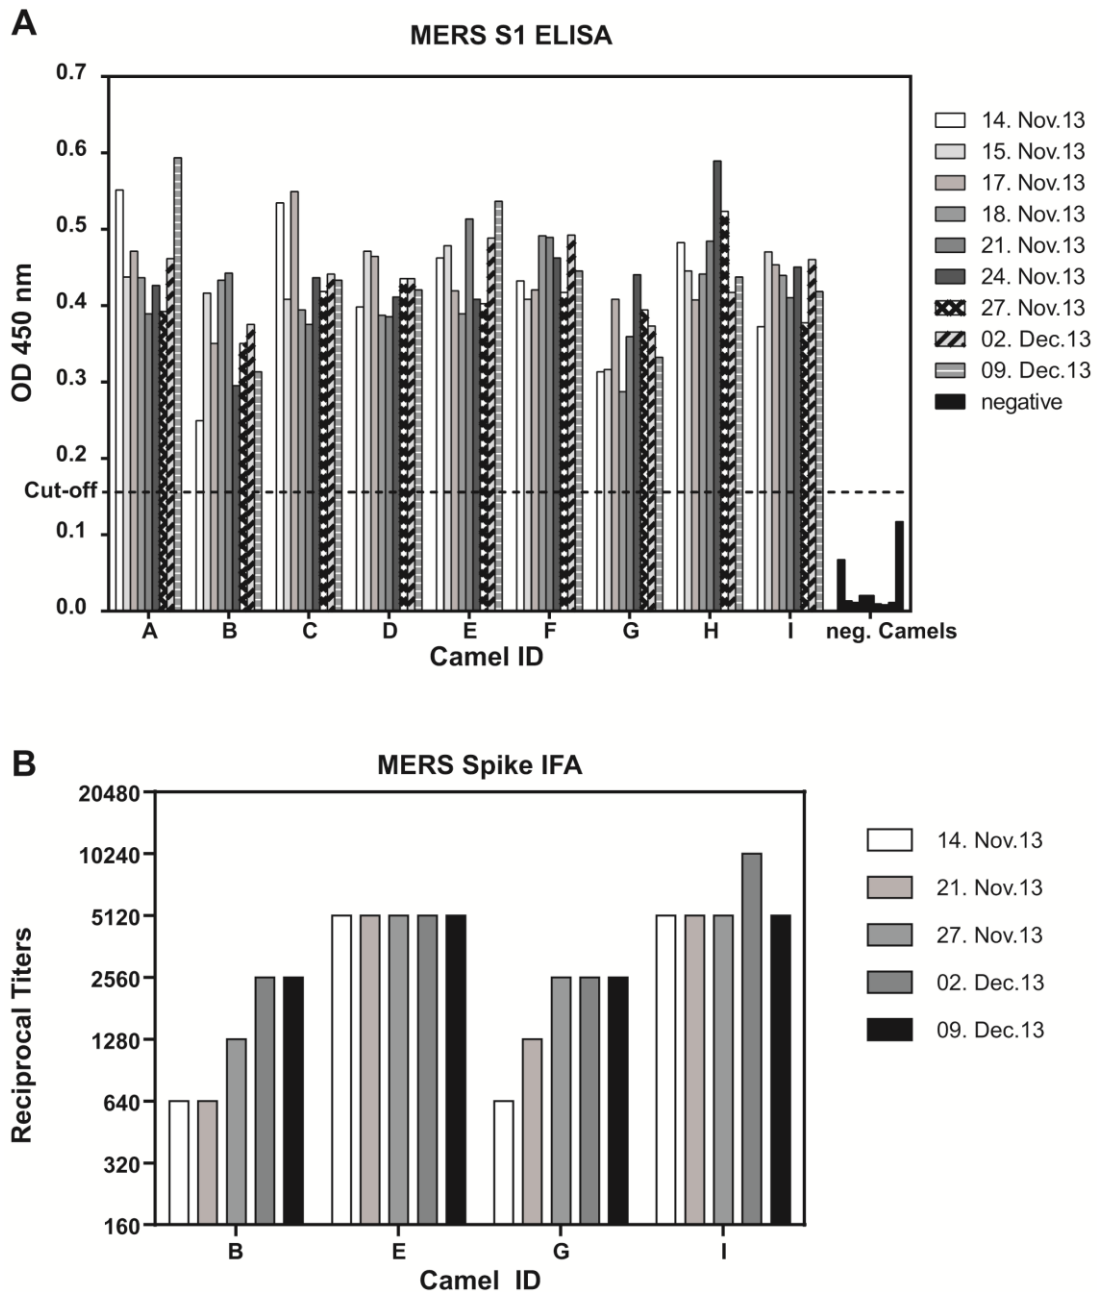 A
MERS S1 ELISA
OD 450 nm
0.7
0.6
0.5
0.4
0.3
0.2
Cut-off
0.1
0.0
A B C D E F G H I neg. Camels
Camel ID
14. Nov.13
15. Nov.13
17. Nov.13
18. Nov.13
21. Nov.13
24. Nov.13
27. Nov.13
02. Dec.13
09. Dec.13
negative
B
MERS Spike IFA
Reciprocal Titers
20480
10240
5120
2560
1280
640
320
160
B E G I
Camel ID
14. Nov.13
21. Nov.13
27. Nov.13
02. Dec.13
09. Dec.13